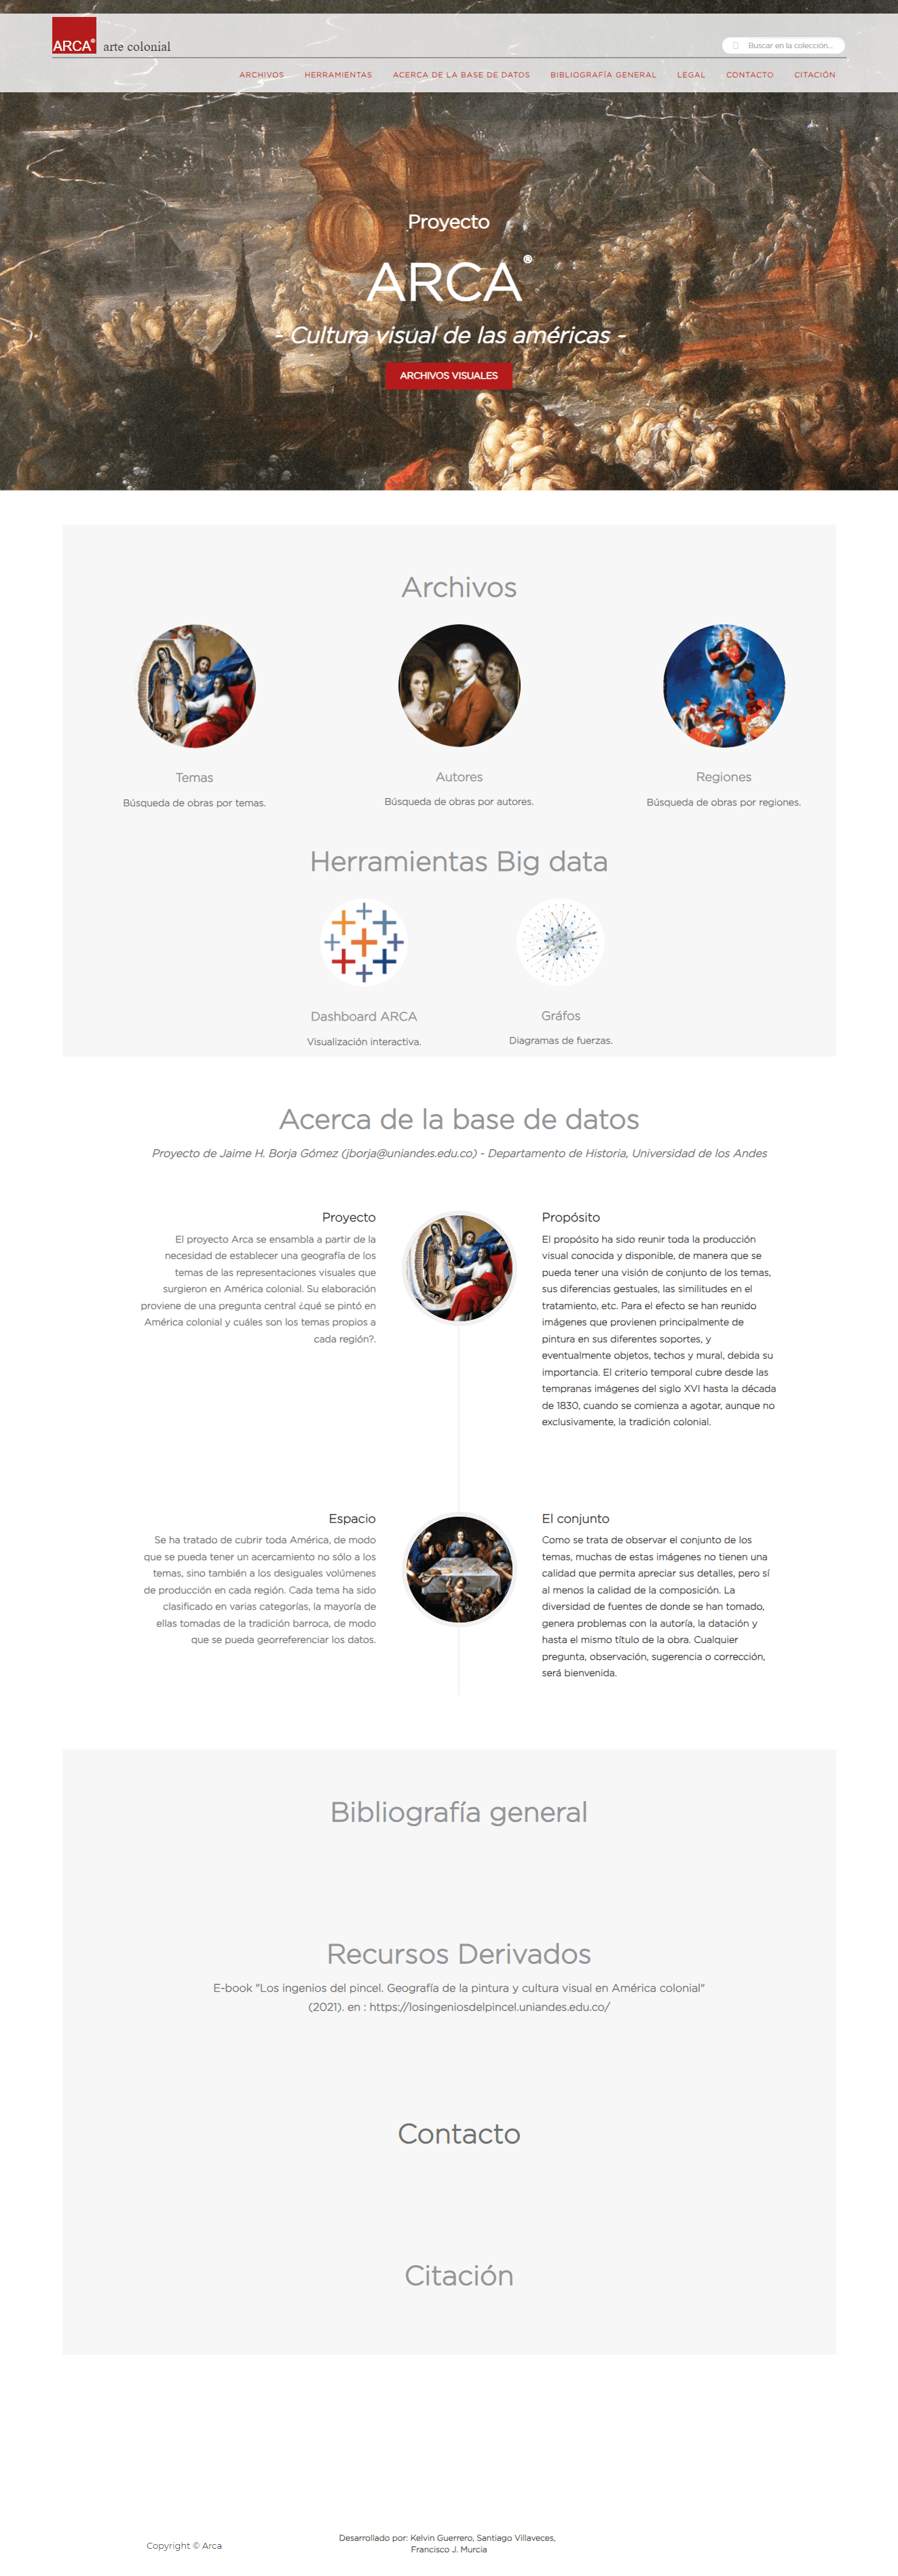 ARCA®
arte colonial
Buscar en la colección...
ARCHIVOS HERRAMIENTAS ACERCA DE LA BASE DE DATOS BIBLIOGRAFÍA GENERAL LEGAL CONTACTO CITACIÓN
Proyecto
ARCA®
- Cultura visual de las américas -
ARCHIVOS VISUALES
Archivos
Temas
Búsqueda de obras por temas.
Autores
Búsqueda de obras por autores.
Regiones
Búsqueda de obras por regiones.
Herramientas Big data
Dashboard ARCA
Visualización interactiva.
Gráfos
Diagramas de fuerzas.
Acerca de la base de datos
Proyecto de Jaime H. Borja Gómez (jborja@uniandes.edu.co) - Departamento de Historia, Universidad de los Andes
Proyecto
El proyecto Arca se ensambla a partir de la
necesidad de establecer una geografía de los
temas de las representaciones visuales que
surgieron en América colonial. Su elaboración
proviene de una pregunta central ¿qué se pintó en
América colonial y cuáles son los temas propios a
cada región?.
Propósito
El propósito ha sido reunir toda la producción
visual conocida y disponible, de manera que se
pueda tener una visión de conjunto de los temas,
sus diferencias gestuales, las similitudes en el
tratamiento, etc. Para el efecto se han reunido
imágenes que provienen principalmente de
pintura en sus diferentes soportes, y
eventualmente objetos, techos y mural, debida su
importancia. El criterio temporal cubre desde las
tempranas imágenes del siglo XVI hasta la década
de 1830, cuando se comienza a agotar, aunque no
exclusivamente, la tradición colonial.
Espacio
Se ha tratado de cubrir toda América, de modo
que se pueda tener un acercamiento no sólo a los
temas, sino también a los desiguales volúmenes
de producción en cada región. Cada tema ha sido
clasificado en varias categorías, la mayoría de
ellas tomadas de la tradición barroca, de modo
que se pueda georreferenciar los datos.
El conjunto
Como se trata de observar el conjunto de los
temas, muchas de estas imágenes no tienen una
calidad que permita apreciar sus detalles, pero sí
al menos la calidad de la composición. La
diversidad de fuentes de donde se han tomado,
genera problemas con la autoría, la datación y
hasta el mismo título de la obra. Cualquier
pregunta, observación, sugerencia o corrección,
será bienvenida.
Bibliografía general
Recursos Derivados
E-book "Los ingenios del pincel. Geografía de la pintura y cultura visual en América colonial"
(2021). en : https://losingeniosdelpincel.uniandes.edu.co/
Contacto
Citación
Copyright © Arca
Desarrollado por: Kelvin Guerrero, Santiago Villaveces,
Francisco J. Murcia